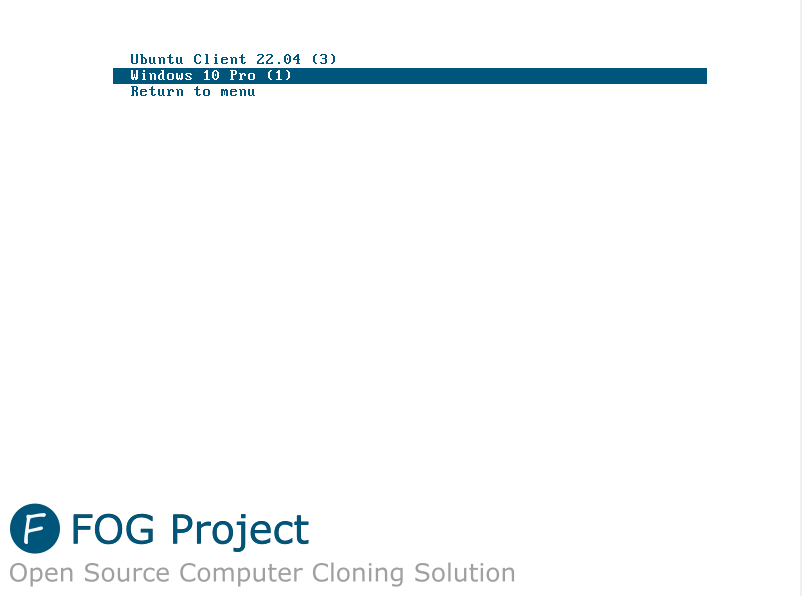 Ubuntu Client 22.04 (3)
Windows 10 Pro (1)
Return to menu
F FOG Project
Open Source Computer Cloning Solution